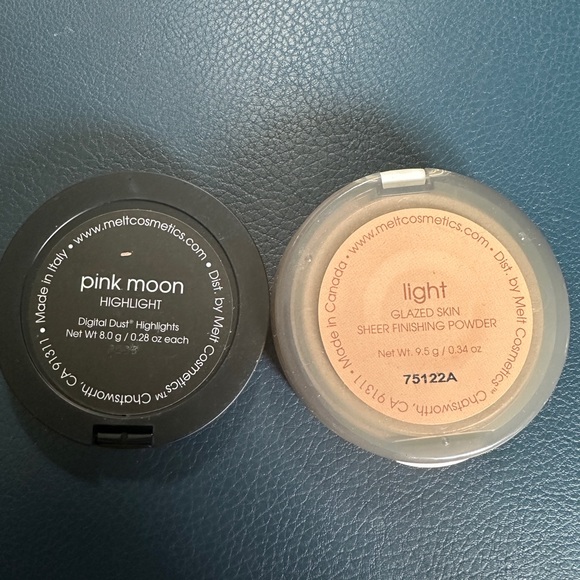 pink moon
HIGHLIGHT
Digital Dust® Highlights
Net Wt 8.0 g / 0.28 oz each
Made in Italy • www.meltcosmetics.com • Dist. by Melt Cosmetics™ Chatsworth, CA 91311 •
light
GLAZED SKIN
SHEER FINISHING POWDER
Net Wt. 9.5 g / 0.34 oz
75122A
Made in Canada • www.meltcosmetics.com • Dist. by Melt Cosmetics™ Chatsworth, CA 91311 •